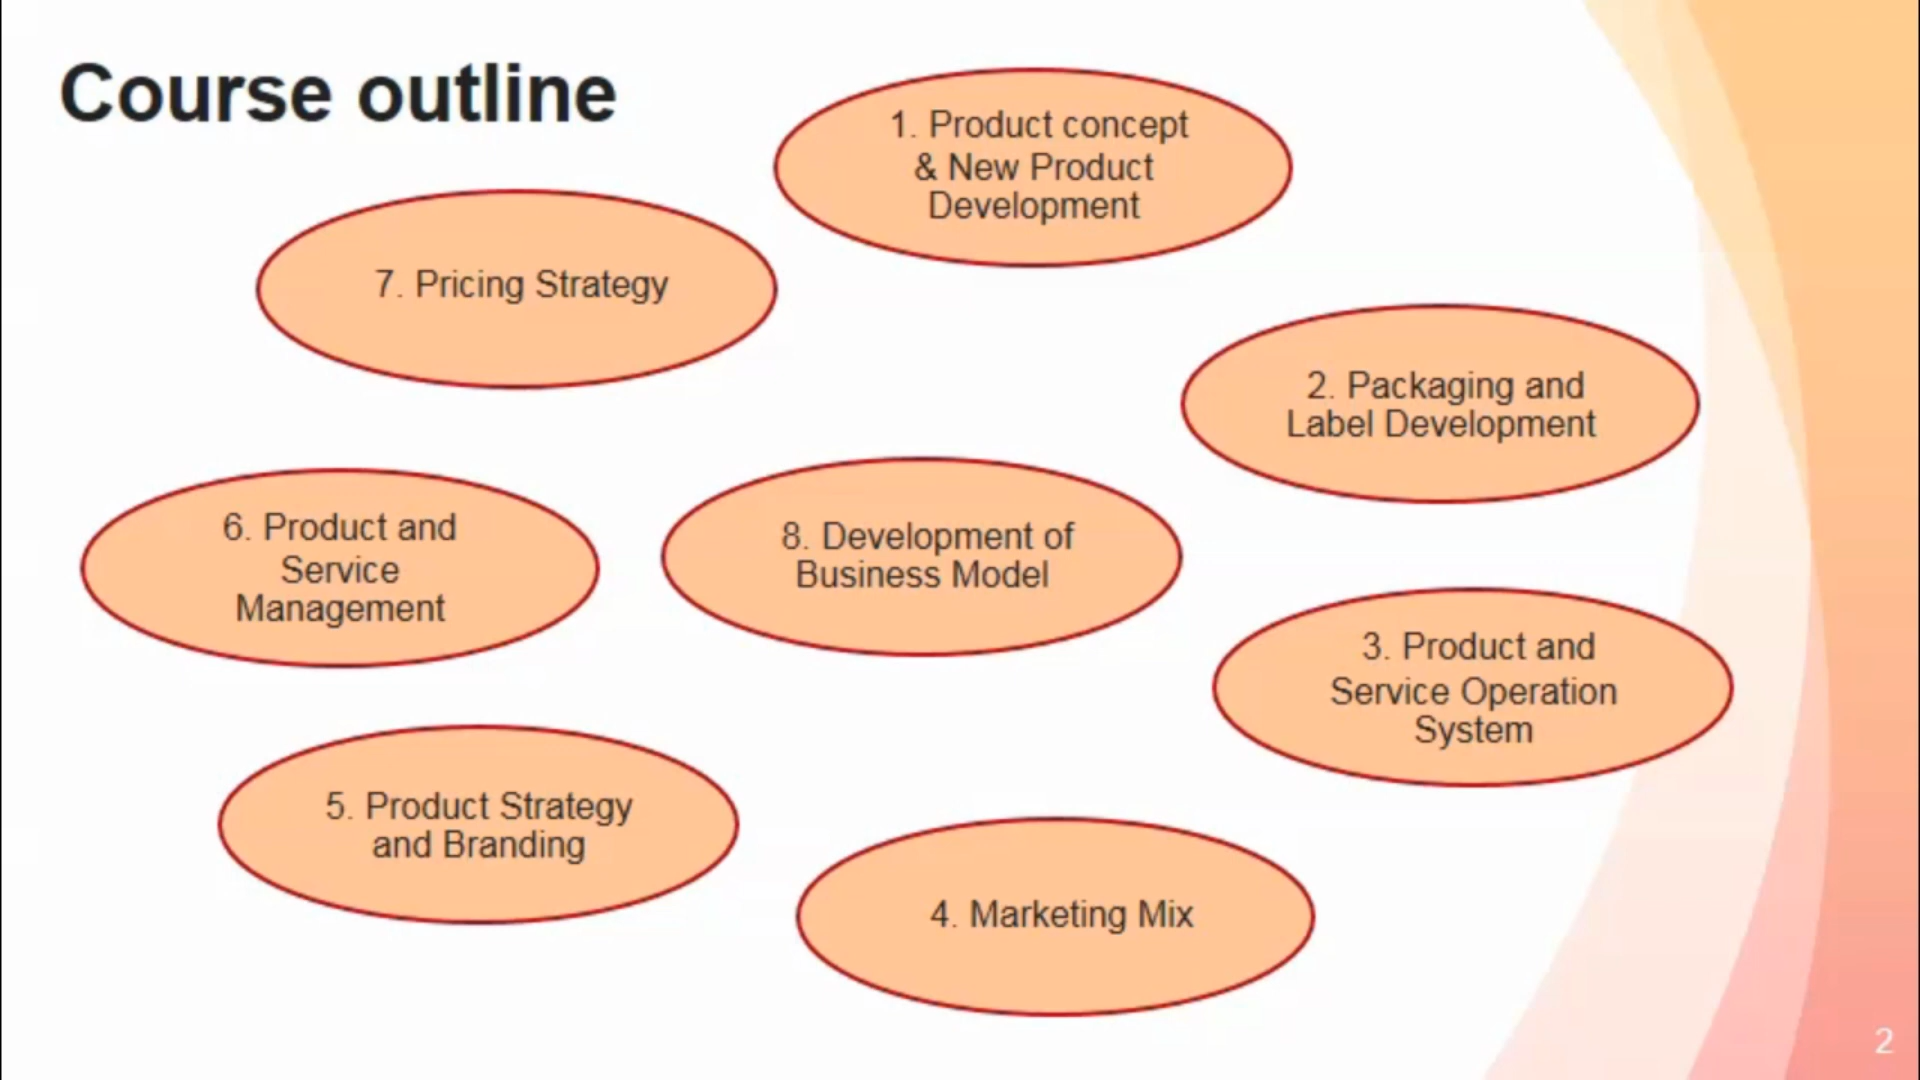 Course outline
1. Product concept
& New Product
Development
7. Pricing Strategy
2. Packaging and
Label Development
6. Product and
Service
Management
8. Development of
Business Model
3. Product and
Service Operation
System
5. Product Strategy
and Branding
4. Marketing Mix
2